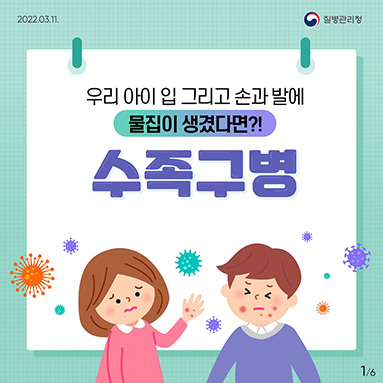 2022.03.11.
질병관리청
우리 아이 입 그리고 손과 발에
물집이 생겼다면?!
수족구병
1/6